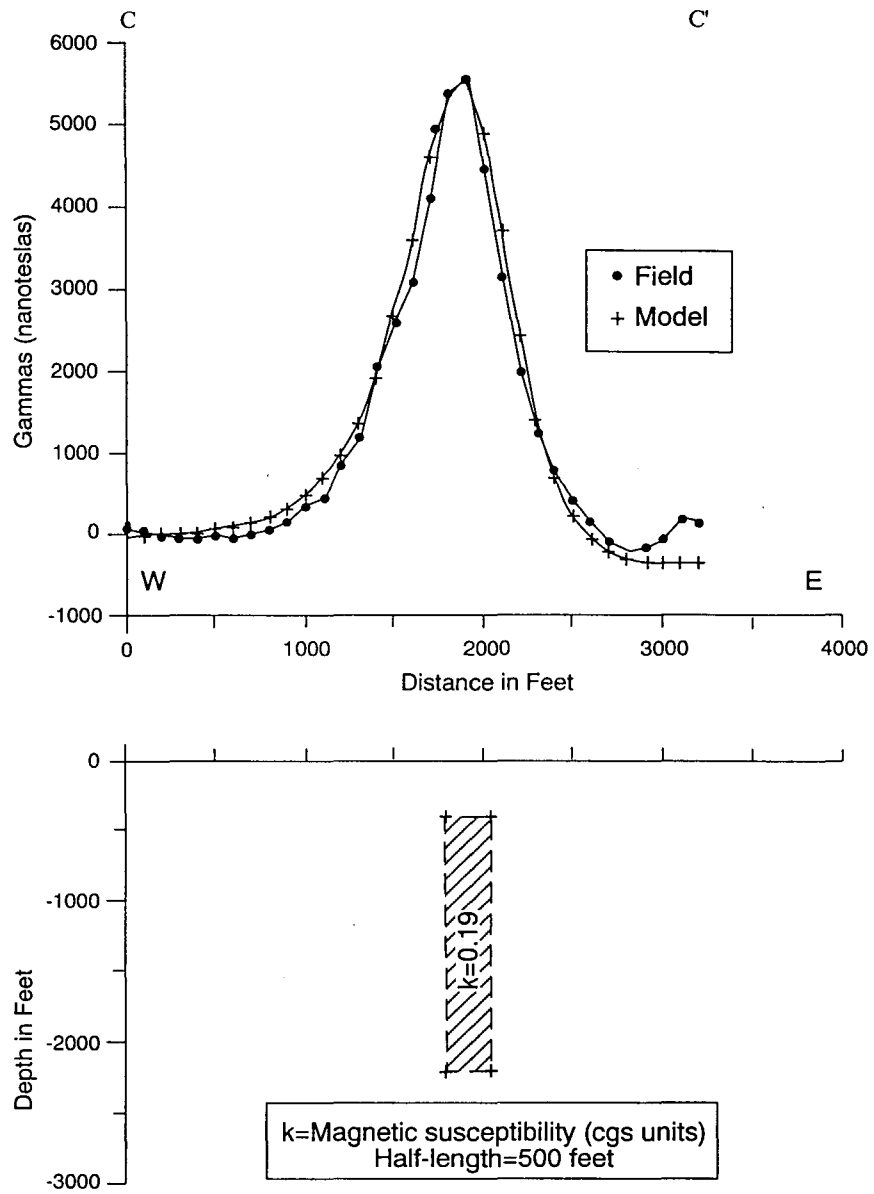 C C'
6000
5000
4000
3000
2000
1000
0
-1000
Gammas (nanoteslas)
Field
Model
W E
0 1000 2000 3000 4000
Distance in Feet
0
-1000
-2000
-3000
Depth in Feet
k=0.19
k=Magnetic susceptibility (cgs units)
Half-length=500 feet